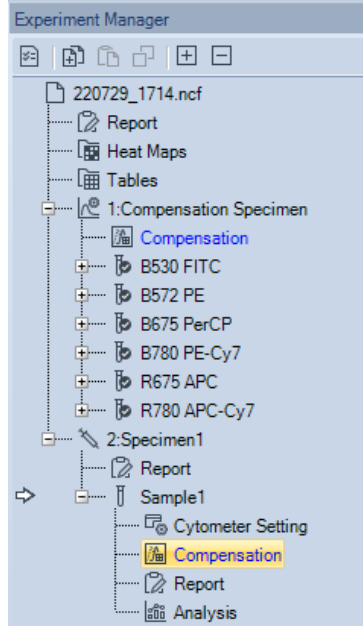 Experiment Manager
220729_1714.ncf
Report
Heat Maps
Tables
1:Compensation Specimen
Compensation
B530 FITC
B572 PE
B675 PerCP
B780 PE-Cy7
R675 APC
R780 APC-Cy7
2:Specimen1
Report
Sample1
Cytometer Setting
Compensation
Report
Analysis